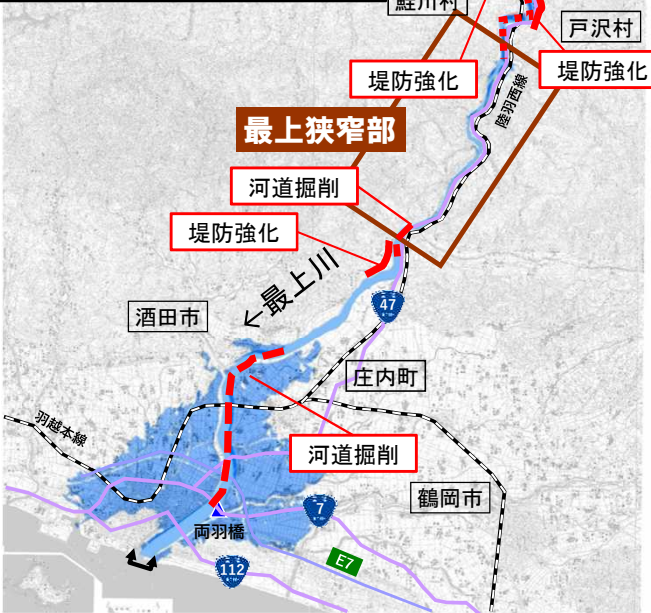 鮭川村
戸沢村
堤防強化
堤防強化
陸羽西線
最上狭窄部
河道掘削
堤防強化
←最上川
47
酒田市
庄内町
羽越本線
河道掘削
鶴岡市
7
両羽橋
E7
112